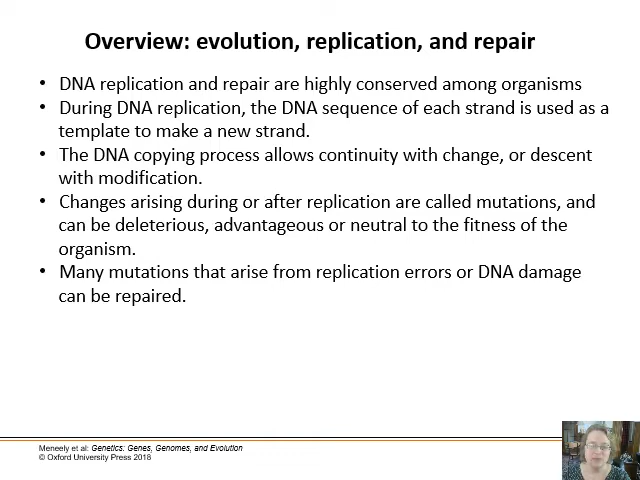 Overview: evolution, replication, and repair
• DNA replication and repair are highly conserved among organisms
• During DNA replication, the DNA sequence of each strand is used as a
template to make a new strand.
• The DNA copying process allows continuity with change, or descent
with modification.
• Changes arising during or after replication are called mutations, and
can be deleterious, advantageous or neutral to the fitness of the
organism.
• Many mutations that arise from replication errors or DNA damage
can be repaired.
Meneely et al: Genetics: Genes, Genomes, and Evolution
© Oxford University Press 2018